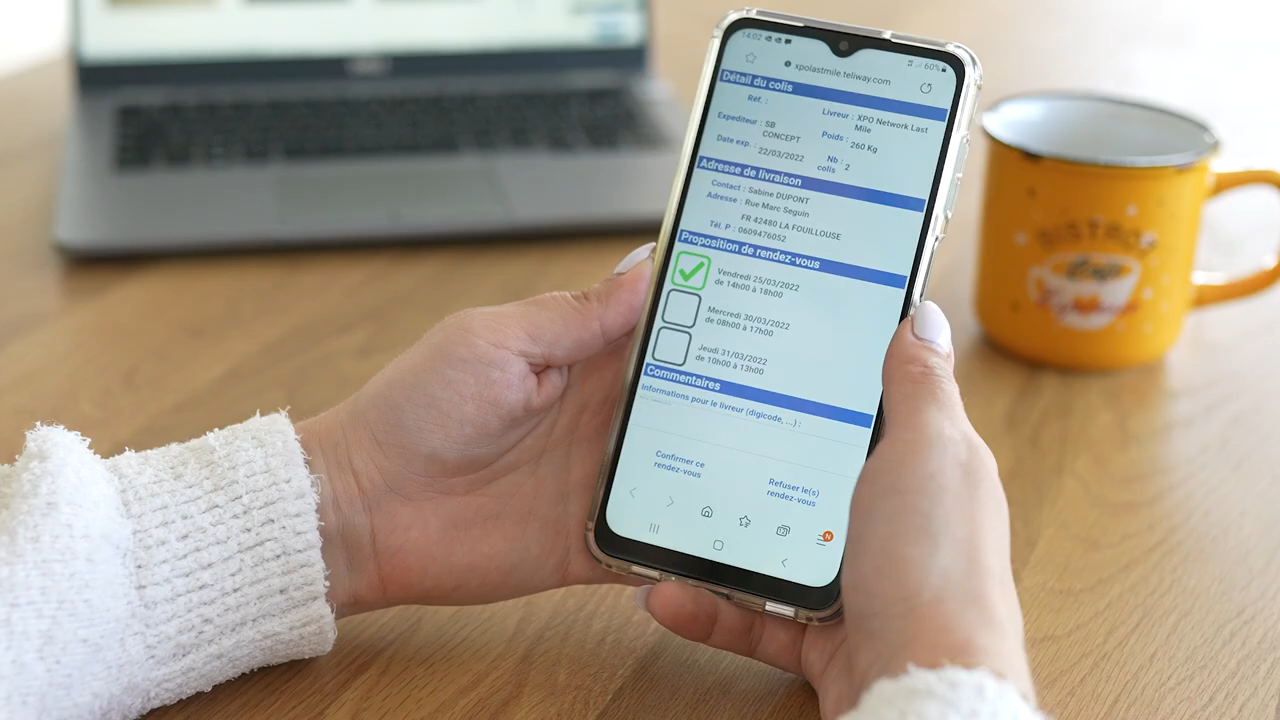 14:02
60%
xpolastmile.teliway.com
Détail du colis
Réf. :
Livreur : XPO Network Last
Mile
Expediteur : SB
CONCEPT
Poids : 260 Kg
Date exp. : 22/03/2022
Nb : 2
colis
Adresse de livraison
Contact : Sabine DUPONT
Adresse : Rue Marc Seguin
FR 42480 LA FOUILLOUSE
Tél. P : 0609476052
Proposition de rendez-vous
Vendredi 25/03/2022
de 14h00 à 18h00
Mercredi 30/03/2022
de 08h00 à 17h00
Jeudi 31/03/2022
de 10h00 à 13h00
Commentaires
Informations pour le livreur (digicode, ...) :
Confirmer ce
rendez-vous
Refuser le(s)
rendez-vous
N
BISTROT